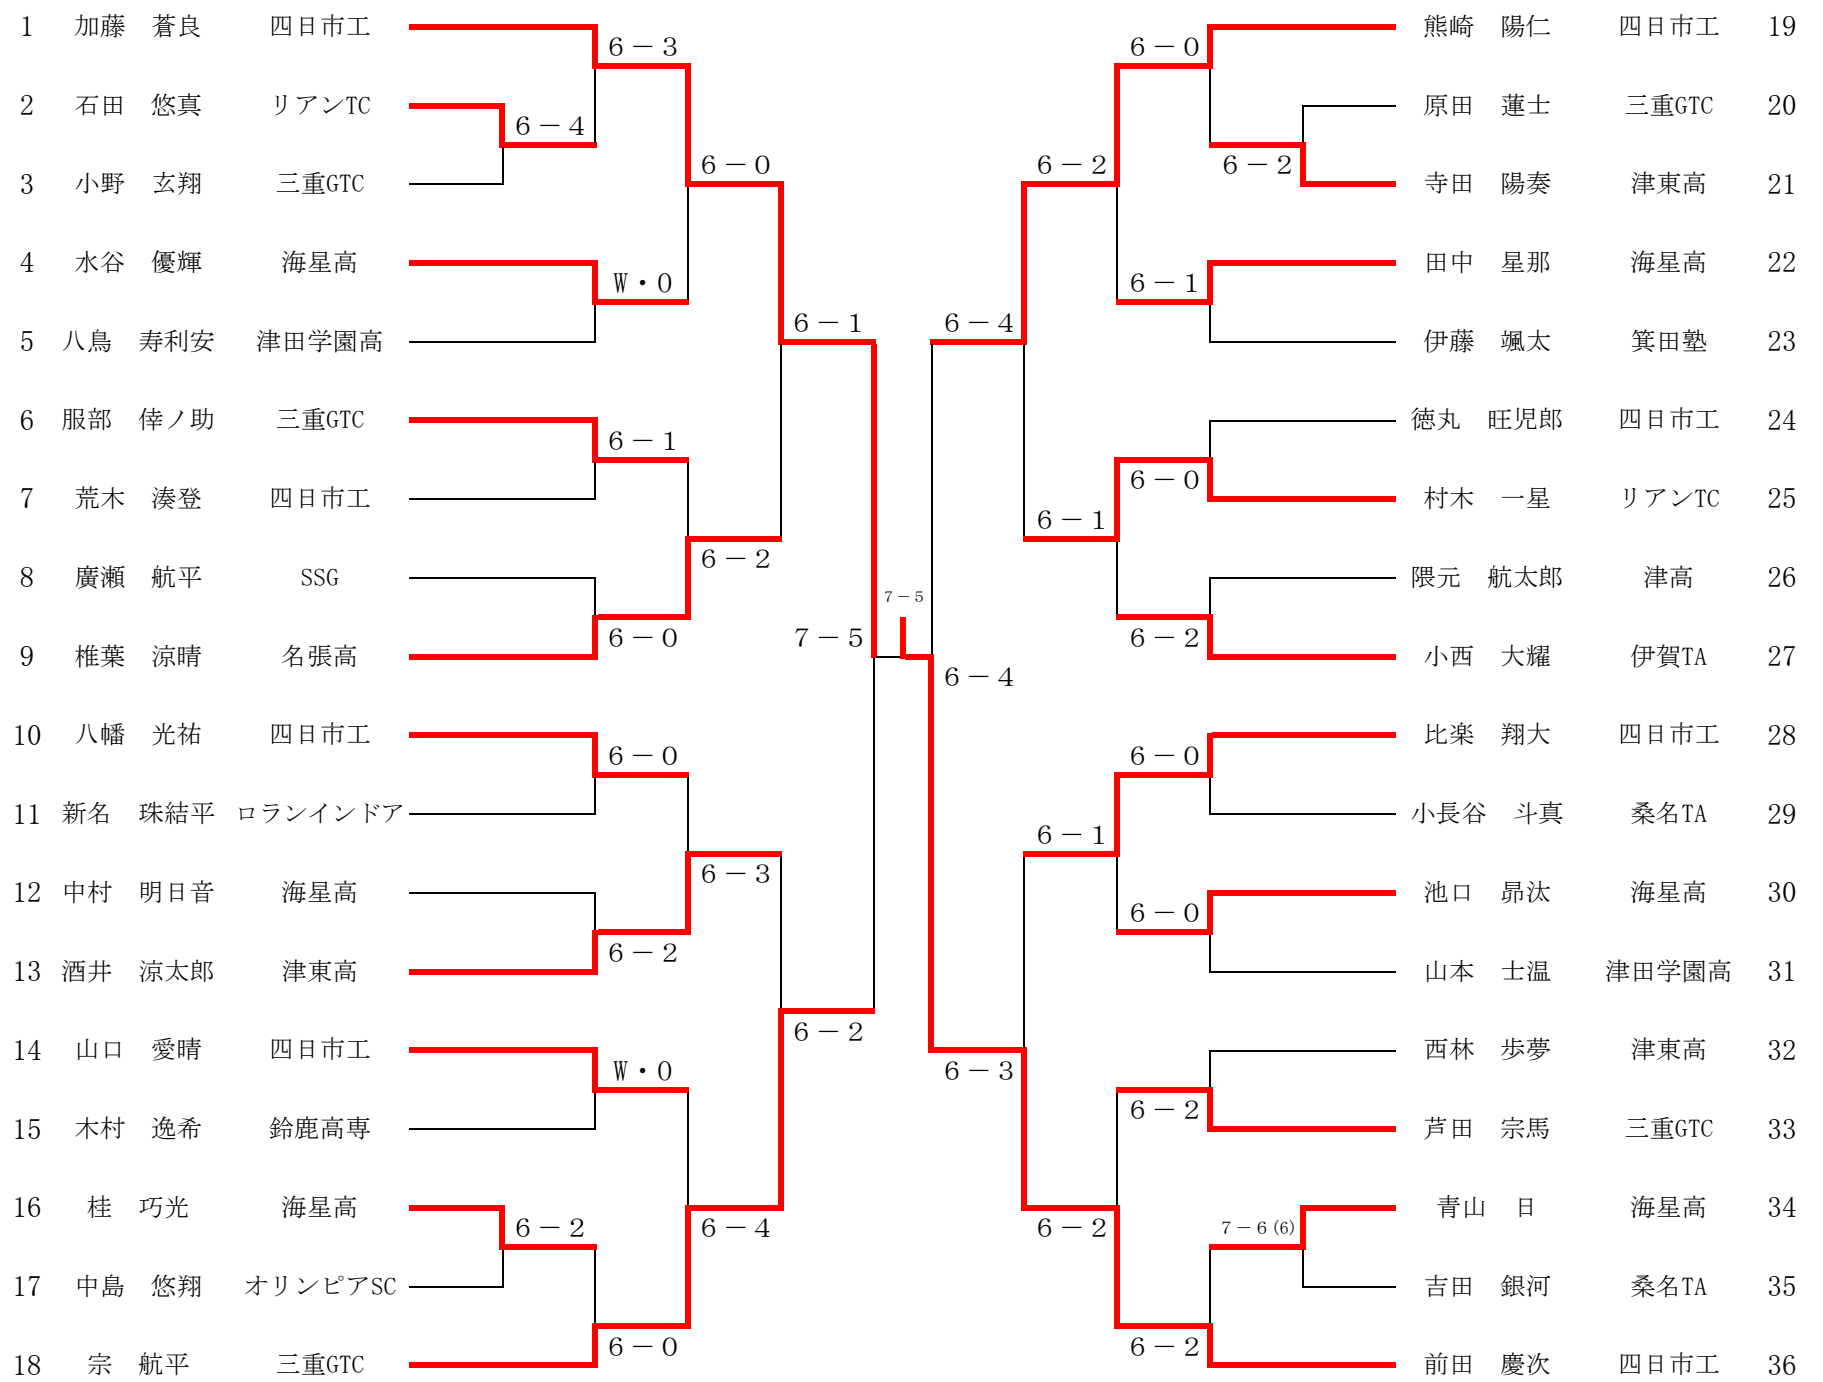 1 加藤　蒼良 四日市工
6－3
2 石田　悠真 リアンTC
6－4
3 小野　玄翔 三重GTC
6－0
4 水谷　優輝 海星高
W・0
5 八鳥　寿利安 津田学園高
6－1
6 服部　倖ノ助 三重GTC
6－1
7 荒木　湊登 四日市工
6－2
8 廣瀬　航平 SSG
6－0
9 椎葉　涼晴 名張高
7－5
10 八幡　光祐 四日市工
6－0
11 新名　珠結平 ロランインドア
6－3
12 中村　明日音 海星高
6－2
13 酒井　涼太郎 津東高
6－2
14 山口　愛晴 四日市工
W・0
15 木村　逸希 鈴鹿高専
16 桂　巧光 海星高
6－2
6－4
17 中島　悠翔 オリンピアSC
6－0
18 宗　航平 三重GTC
7－5
熊崎　陽仁 四日市工 19
6－0
原田　蓮士 三重GTC 20
6－2
6－2
寺田　陽奏 津東高 21
田中　星那 海星高 22
6－1
伊藤　颯太 箕田塾 23
6－4
徳丸　旺児郎 四日市工 24
6－0
村木　一星 リアンTC 25
6－1
隈元　航太郎 津高 26
6－2
小西　大耀 伊賀TA 27
6－4
比楽　翔大 四日市工 28
6－0
小長谷　斗真 桑名TA 29
6－1
池口　昴汰 海星高 30
6－0
山本　士温 津田学園高 31
西林　歩夢 津東高 32
6－3
6－2
芦田　宗馬 三重GTC 33
青山　日 海星高 34
6－2
7－6(6)
吉田　銀河 桑名TA 35
6－2
前田　慶次 四日市工 36